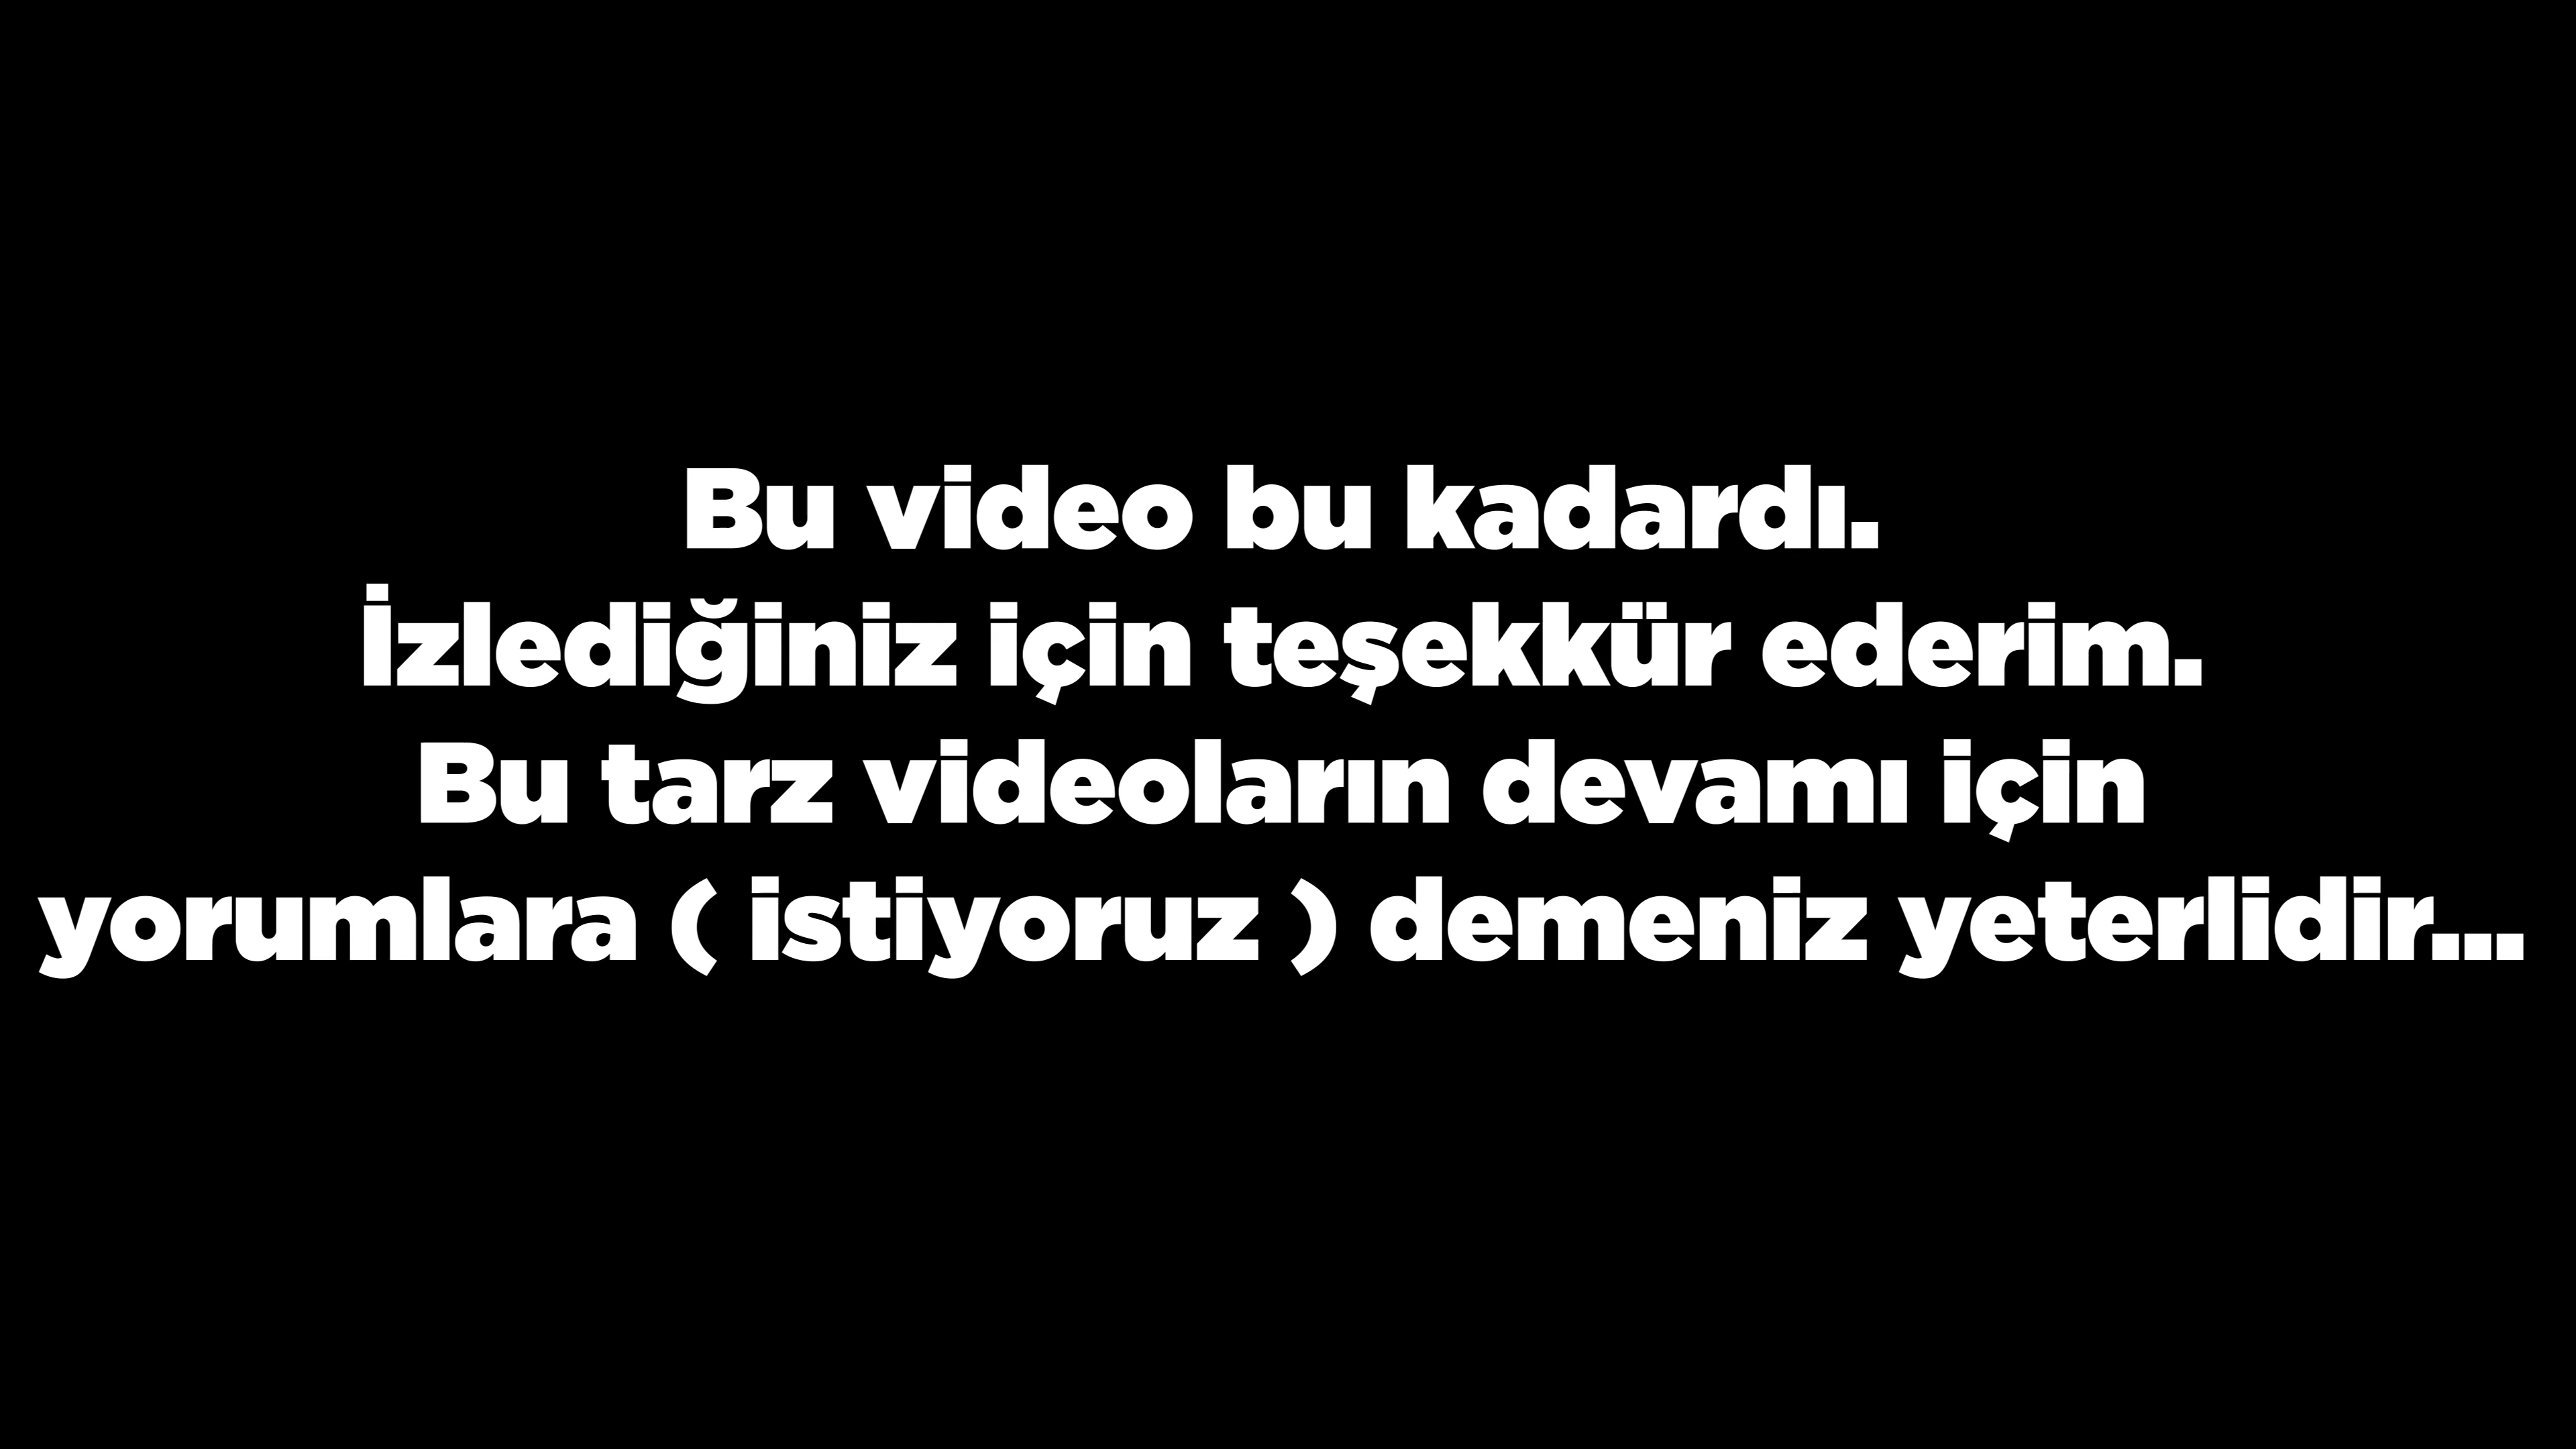 Bu video bu kadardı.
İzlediğiniz için teşekkür ederim.
Bu tarz videoların devamı için
yorumlara ( istiyoruz ) demeniz yeterlidir...